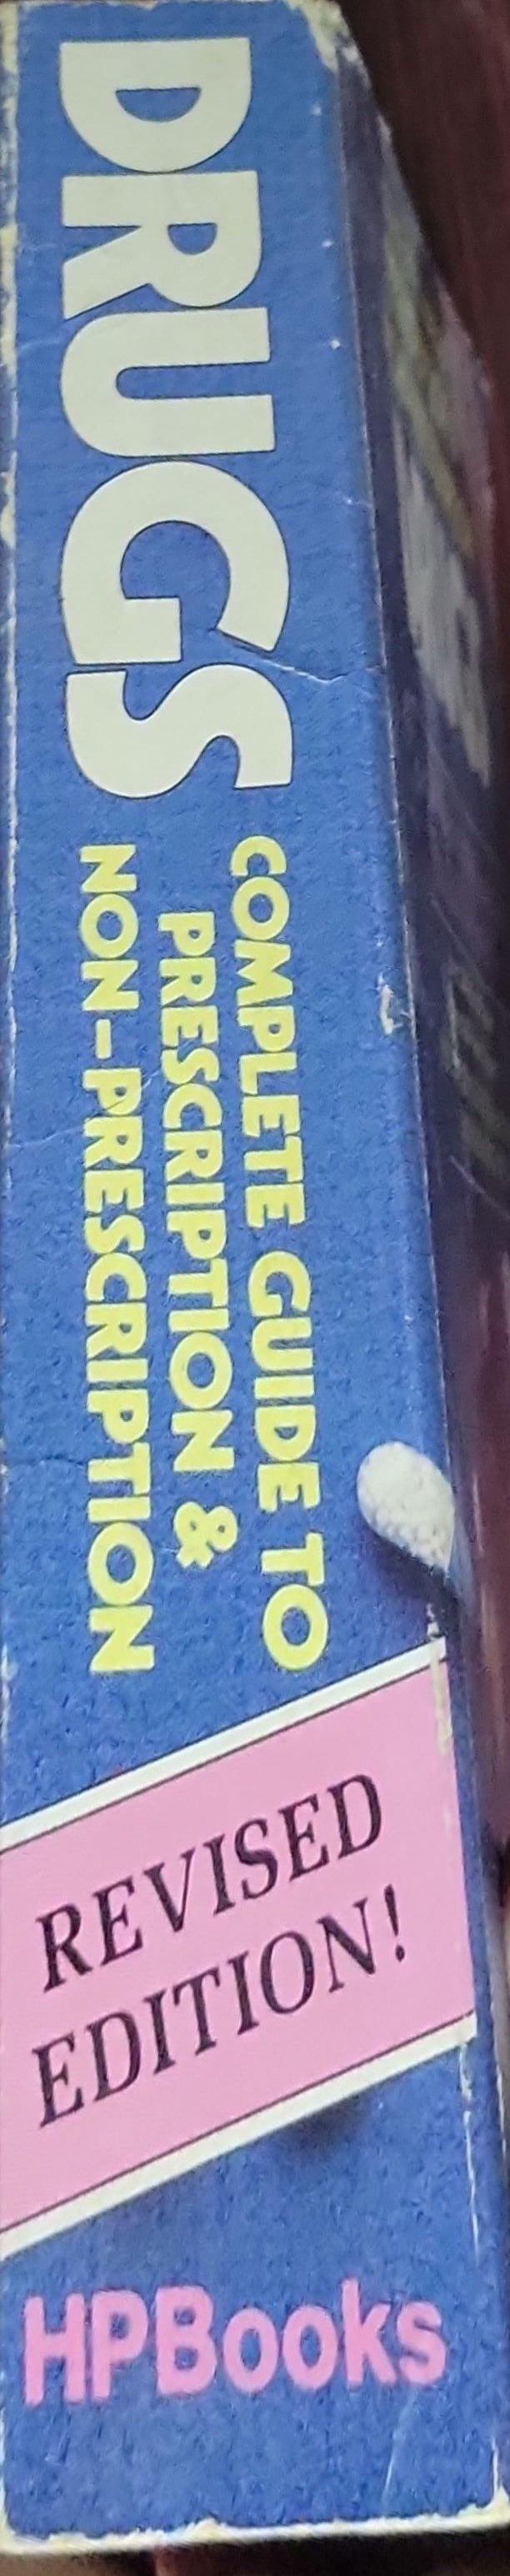 DRUGS
COMPLETE GUIDE TO
PRESCRIPTION &
NON-PRESCRIPTION
REVISED
EDITION!
HPBooks